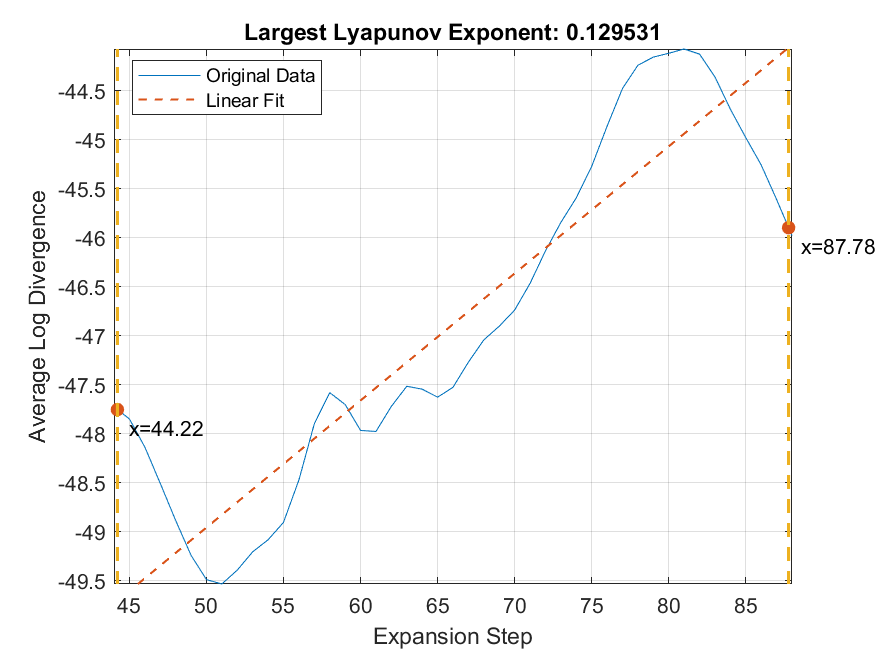 Largest Lyapunov Exponent: 0.129531
Original Data
Linear Fit
-44.5
-45
-45.5
-46
-46.5
-47
-47.5
-48
-48.5
-49
-49.5
Average Log Divergence
x=44.22
x=87.78
45 50 55 60 65 70 75 80 85
Expansion Step